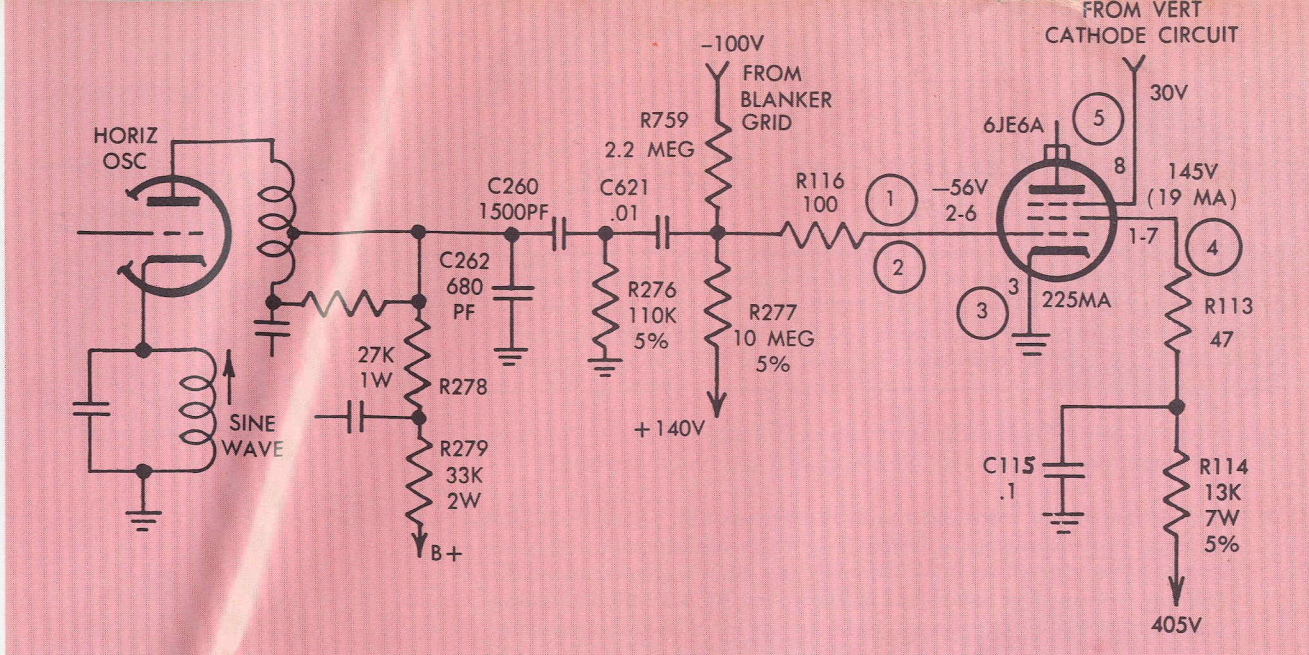 HORIZ
OSC
SINE
WAVE
27K
1W
R278
R279
33K
2W
B+
C262
680
PF
C260
1500PF
C621
.01
R276
110K
5%
–100V
FROM
BLANKER
GRID
R759
2.2 MEG
R277
10 MEG
5%
+140V
R116
100
1
2
—56V
2-6
6JE6A
5
FROM VERT
CATHODE CIRCUIT
30V
8
145V
(19 MA)
1-7
4
3
3
225MA
R113
47
C115
.1
R114
13K
7W
5%
405V